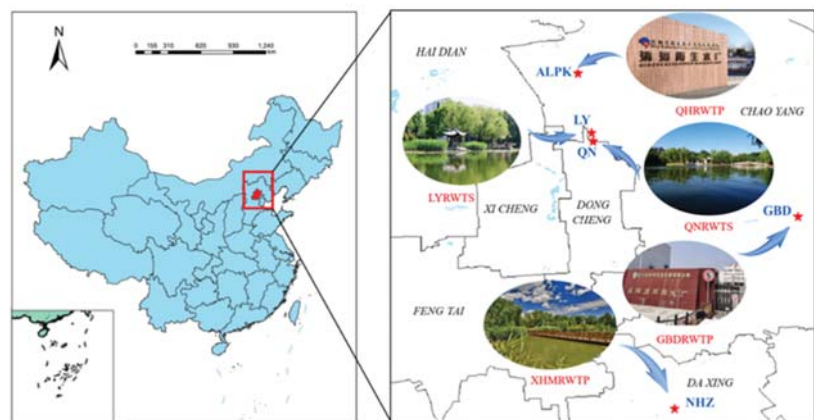 N
0 155 310 620 930 1,240
km
HAI DIAN
ALPK
QHRWTP
CHAO YANG
LY
QN
LYRWTS
XI CHENG
DONG
CHENG
QNRWTS
GBD
FENG TAI
GBDRWTP
XHMRWTP
DA XING
NHZ